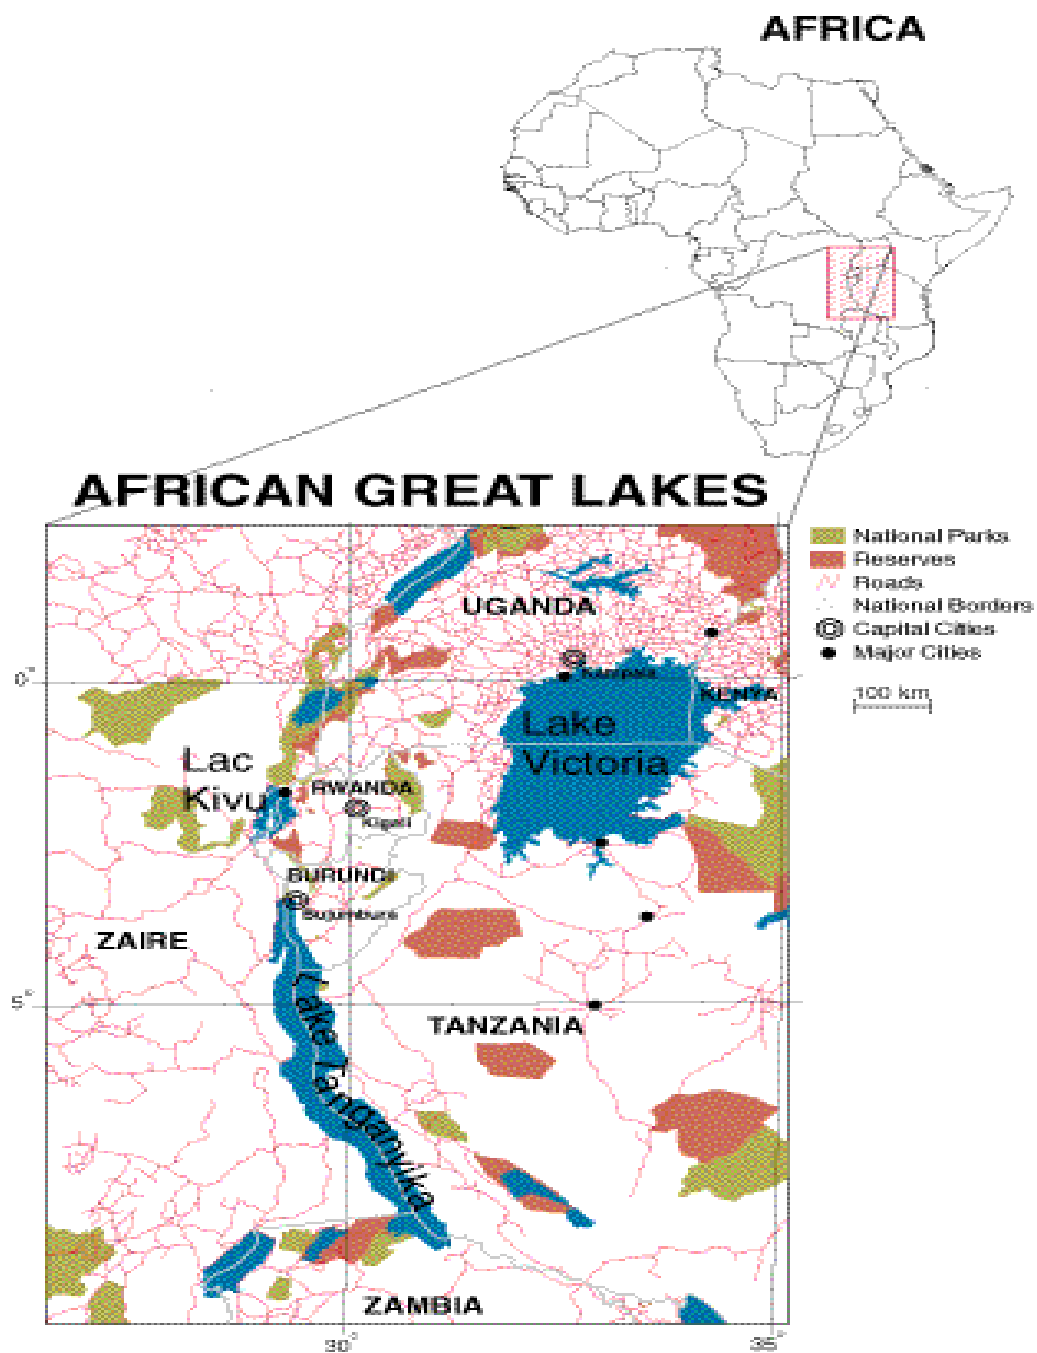 AFRICA
AFRICAN GREAT LAKES
National Parks
Reserves
Roads
National Borders
Capital Cities
Major Cities
100 km
UGANDA
Kampala
0°
KENYA
Lake
Victoria
Lac
Kivu
RWANDA
Kigali
BURUNDI
Bujumbura
ZAIRE
5°
Lake Tanganyika
TANZANIA
ZAMBIA
30°
35°